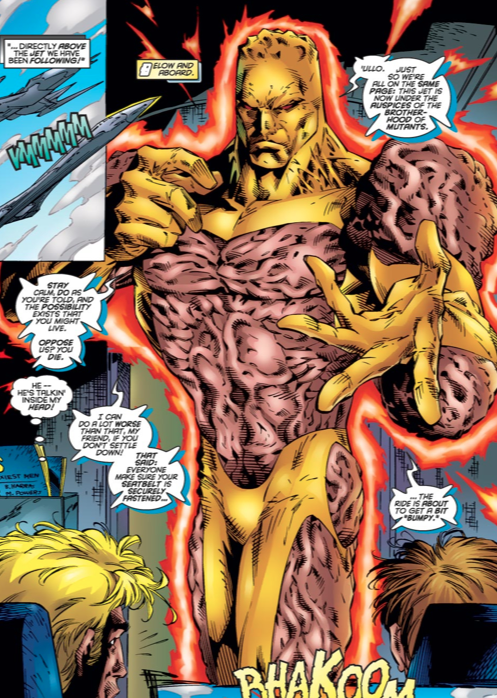 "... DIRECTLY ABOVE
THE JET WE HAVE
BEEN FOLLOWING!"
VMMMMM
BELOW AND
ABOARD.
'ULLO. JUST
SO WE'RE
ALL ON THE SAME
PAGE: THIS JET IS
NOW UNDER THE
AUSPICES OF THE
BROTHER-
HOOD OF
MUTANTS.
STAY
CALM, DO AS
YOU'RE TOLD, AND
THE POSSIBILITY
EXISTS THAT
YOU MIGHT
LIVE.
OPPOSE
US? YOU
DIE.
HE --
HE'S TALKIN'
INSIDE MY
HEAD!
I CAN
DO A LOT WORSE
THAN THAT, MY
FRIEND, IF YOU
DON'T SETTLE
DOWN!
THAT
SAID:
EVERYONE
MAKE SURE YOUR
SEATBELT IS
SECURELY
FASTENED...
... THE
RIDE IS ABOUT
TO GET A BIT
"BUMPY."
BHAKOOM